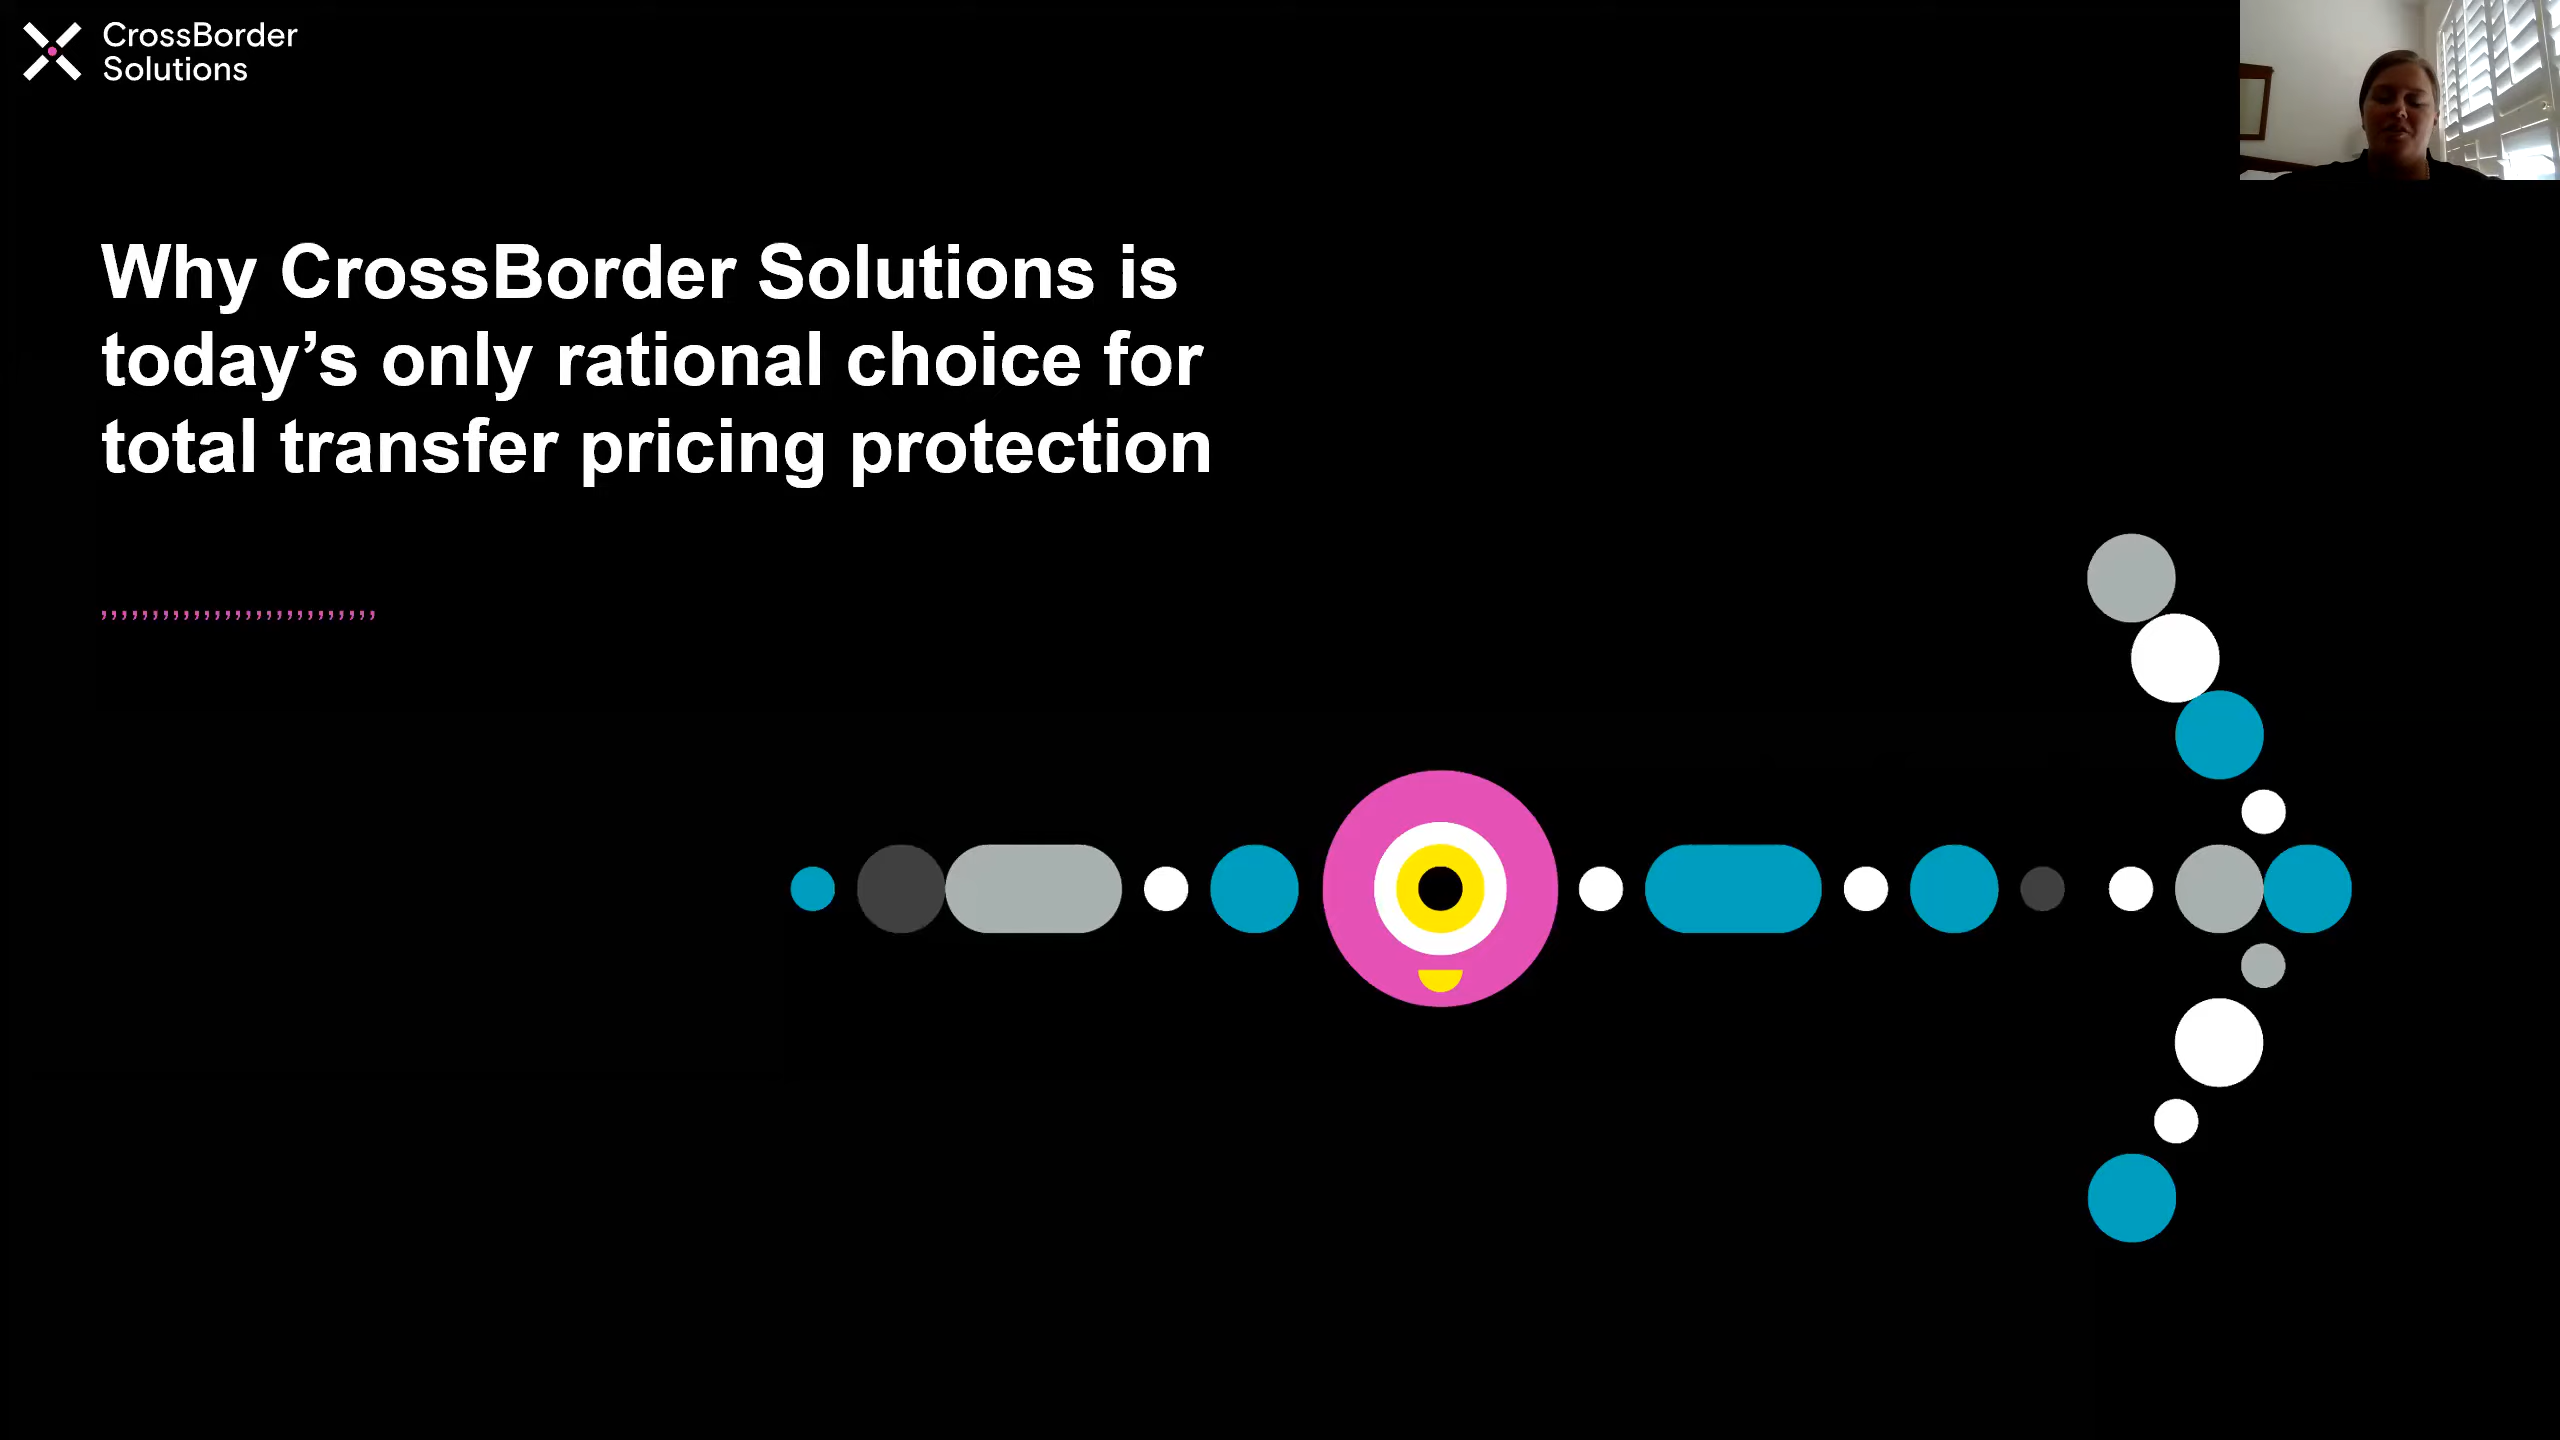 CrossBorder
Solutions
Why CrossBorder Solutions is
today’s only rational choice for
total transfer pricing protection
,,,,,,,,,,,,,,,,,,,,,,,,,,,